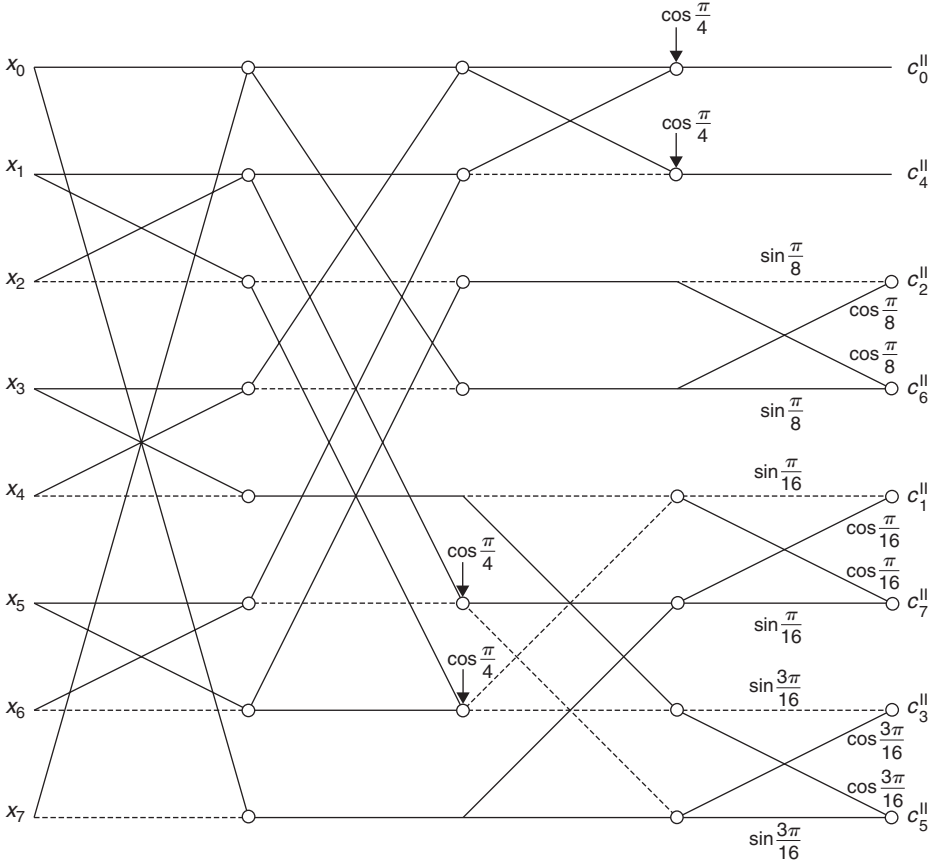 cos π/4
x₀
c₀ᴵᴵ
cos π/4
x₁
c₄ᴵᴵ
sin π/8
x₂
c₂ᴵᴵ
cos π/8
cos π/8
x₃
c₆ᴵᴵ
sin π/8
sin π/16
x₄
c₁ᴵᴵ
cos π/16
cos π/4
cos π/16
x₅
c₇ᴵᴵ
sin π/16
cos π/4
sin 3π/16
x₆
c₃ᴵᴵ
cos 3π/16
cos 3π/16
x₇
c₅ᴵᴵ
sin 3π/16